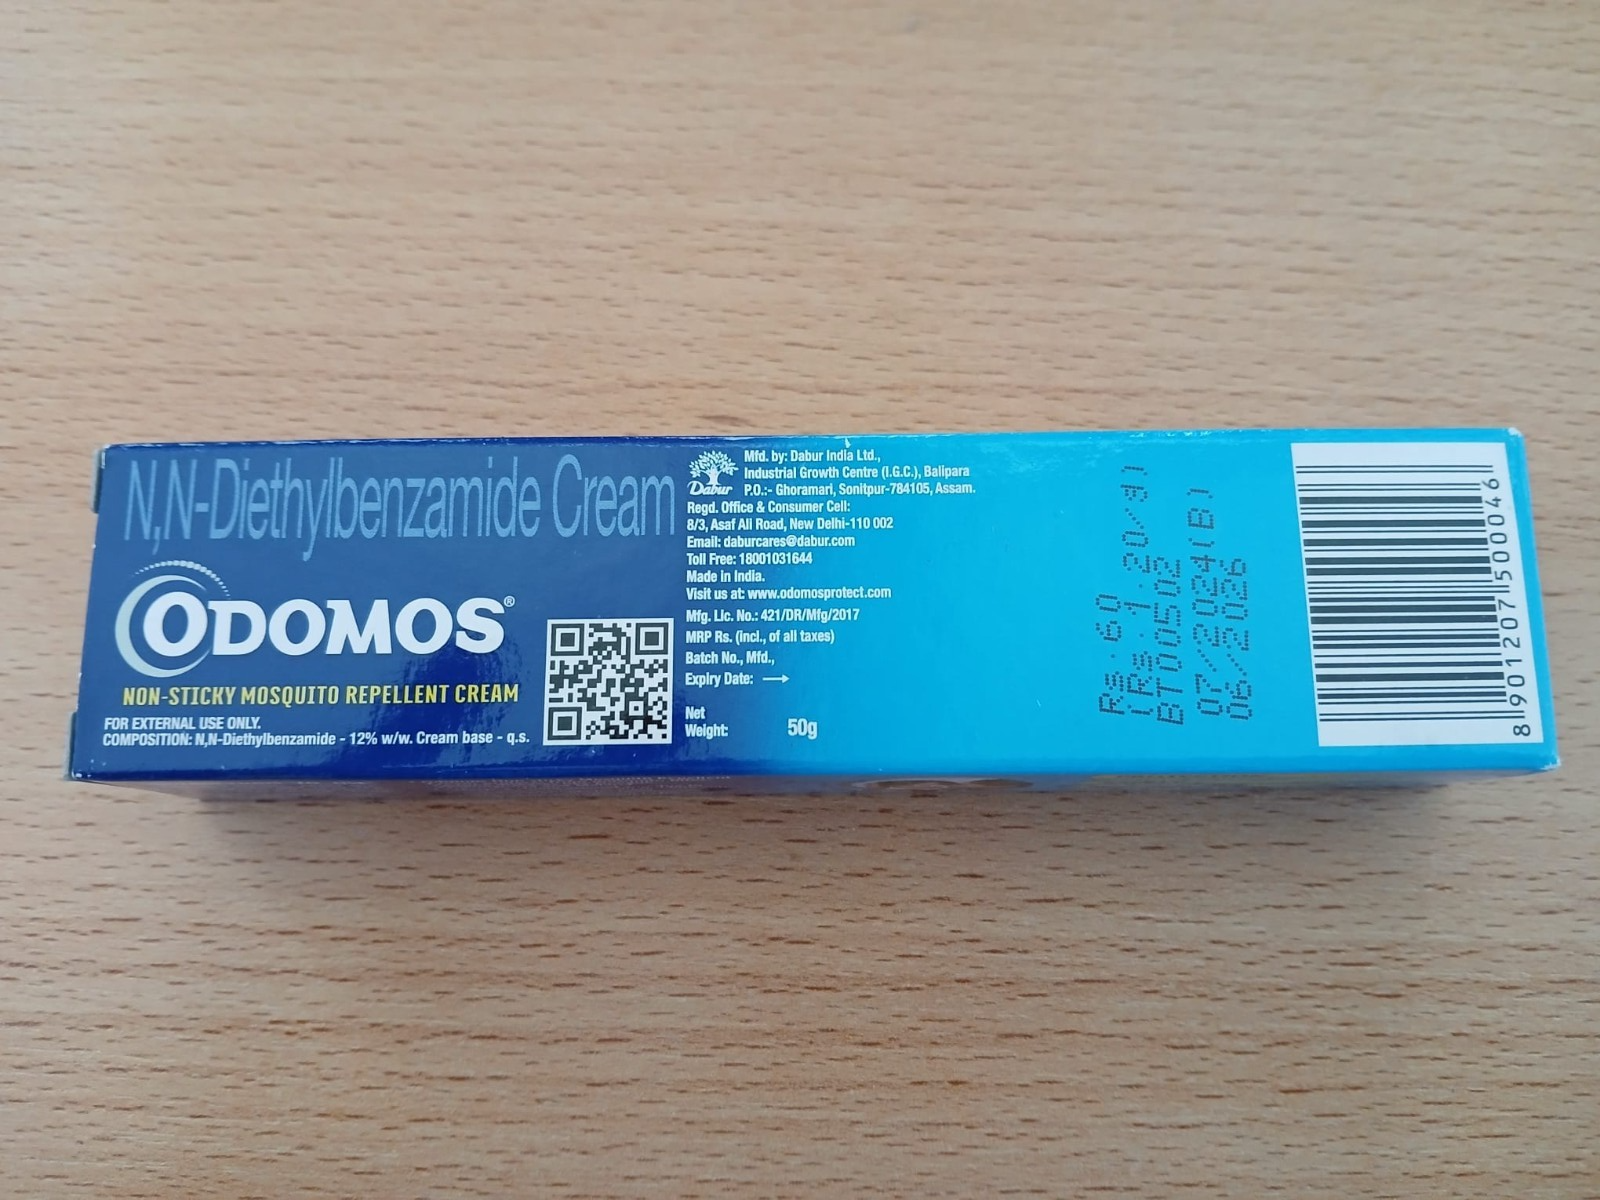 N,N-Diethylbenzamide Cream
ODOMOS®
NON-STICKY MOSQUITO REPELLENT CREAM
FOR EXTERNAL USE ONLY.
COMPOSITION: N,N-Diethylbenzamide - 12% w/w. Cream base - q.s.
Dabur
Mfd. by: Dabur India Ltd.,
Industrial Growth Centre (I.G.C.), Balipara
P.O.:- Ghoramari, Sonitpur-784105, Assam.
Regd. Office & Consumer Cell:
8/3, Asaf Ali Road, New Delhi-110 002
Email: daburcares@dabur.com
Toll Free: 18001031644
Made in India.
Visit us at: www.odomosprotect.com
Mfg. Lic. No.: 421/DR/Mfg/2017
MRP Rs. (incl., of all taxes)
Batch No., Mfd.,
Expiry Date: →
Net
Weight: 50g
Rs. 60
(Rs. 1.20/g)
BT00502
07/2024(B)
06/2026
8901207500046